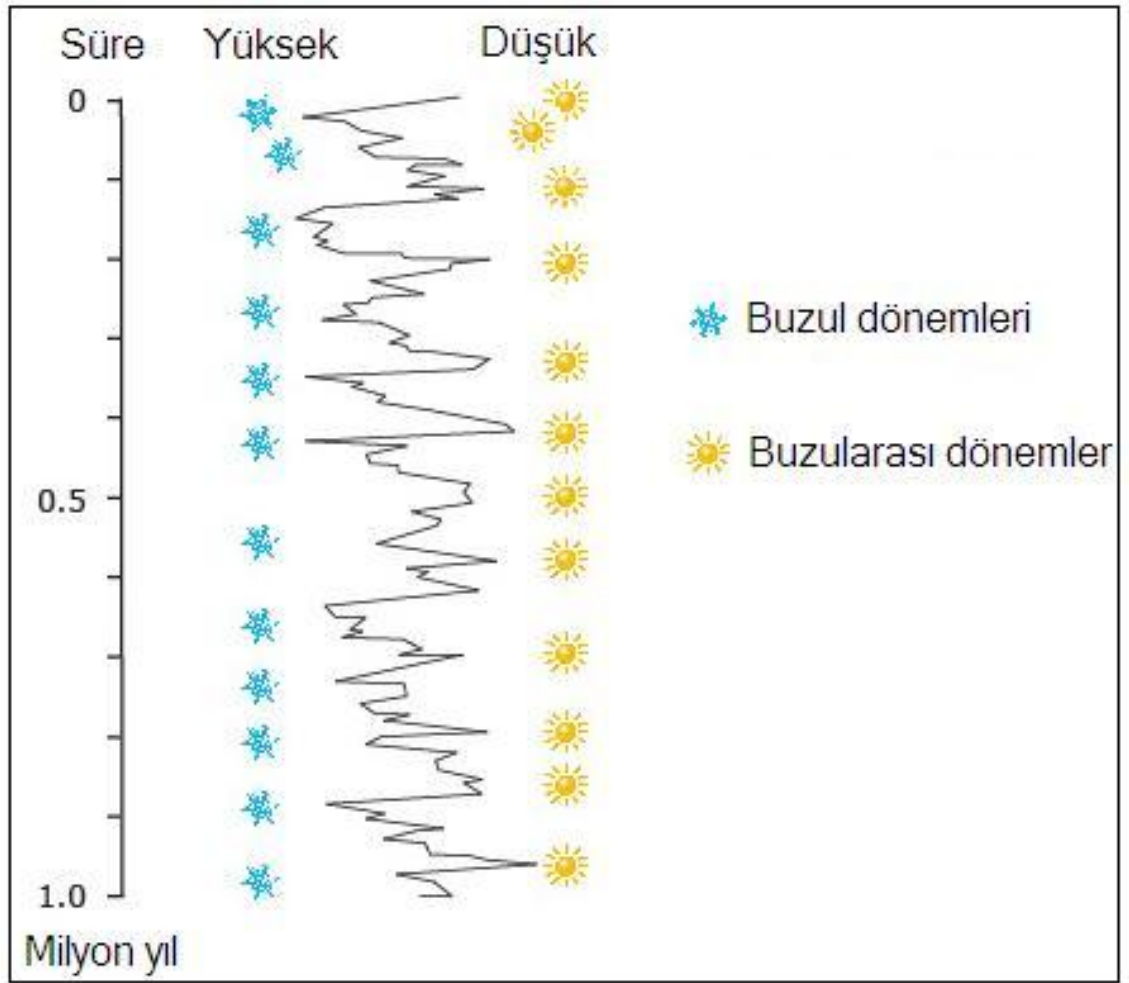 Süre Yüksek Düşük
0
Buzul dönemleri
Buzularası dönemler
0.5
1.0
Milyon yıl